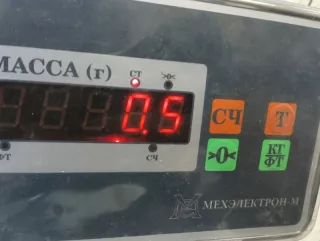 МАССА (г)
СТ >0<
0.5
СЧ Т
ФТ СЧ
>0< КГ
ФТ
МЕХЭЛЕКТРОН-М